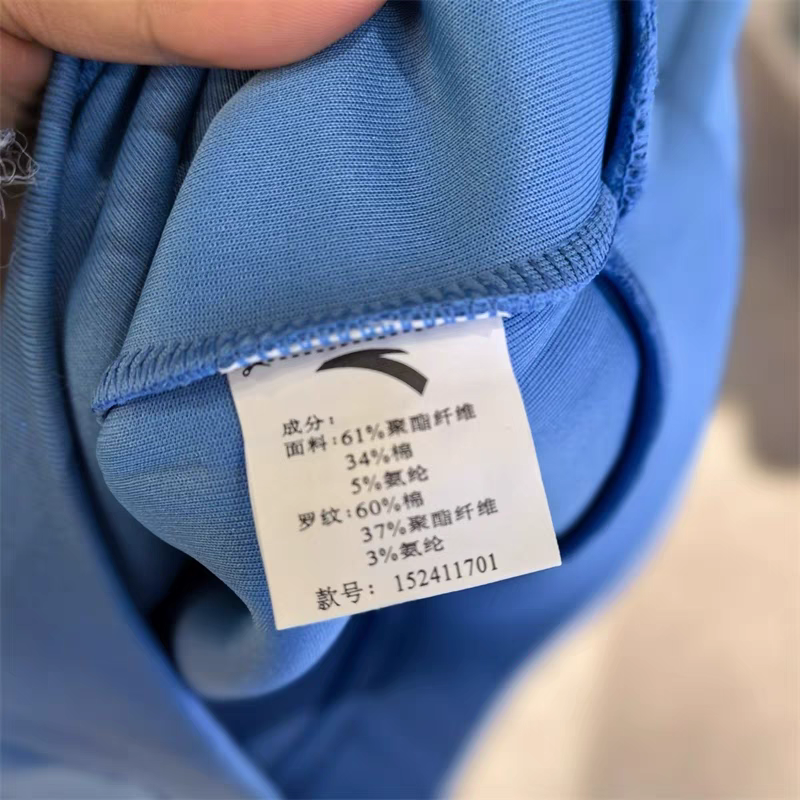 成分：
面料：61%聚酯纤维
34%棉
5%氨纶
罗纹：60%棉
37%聚酯纤维
3%氨纶
款号：152411701